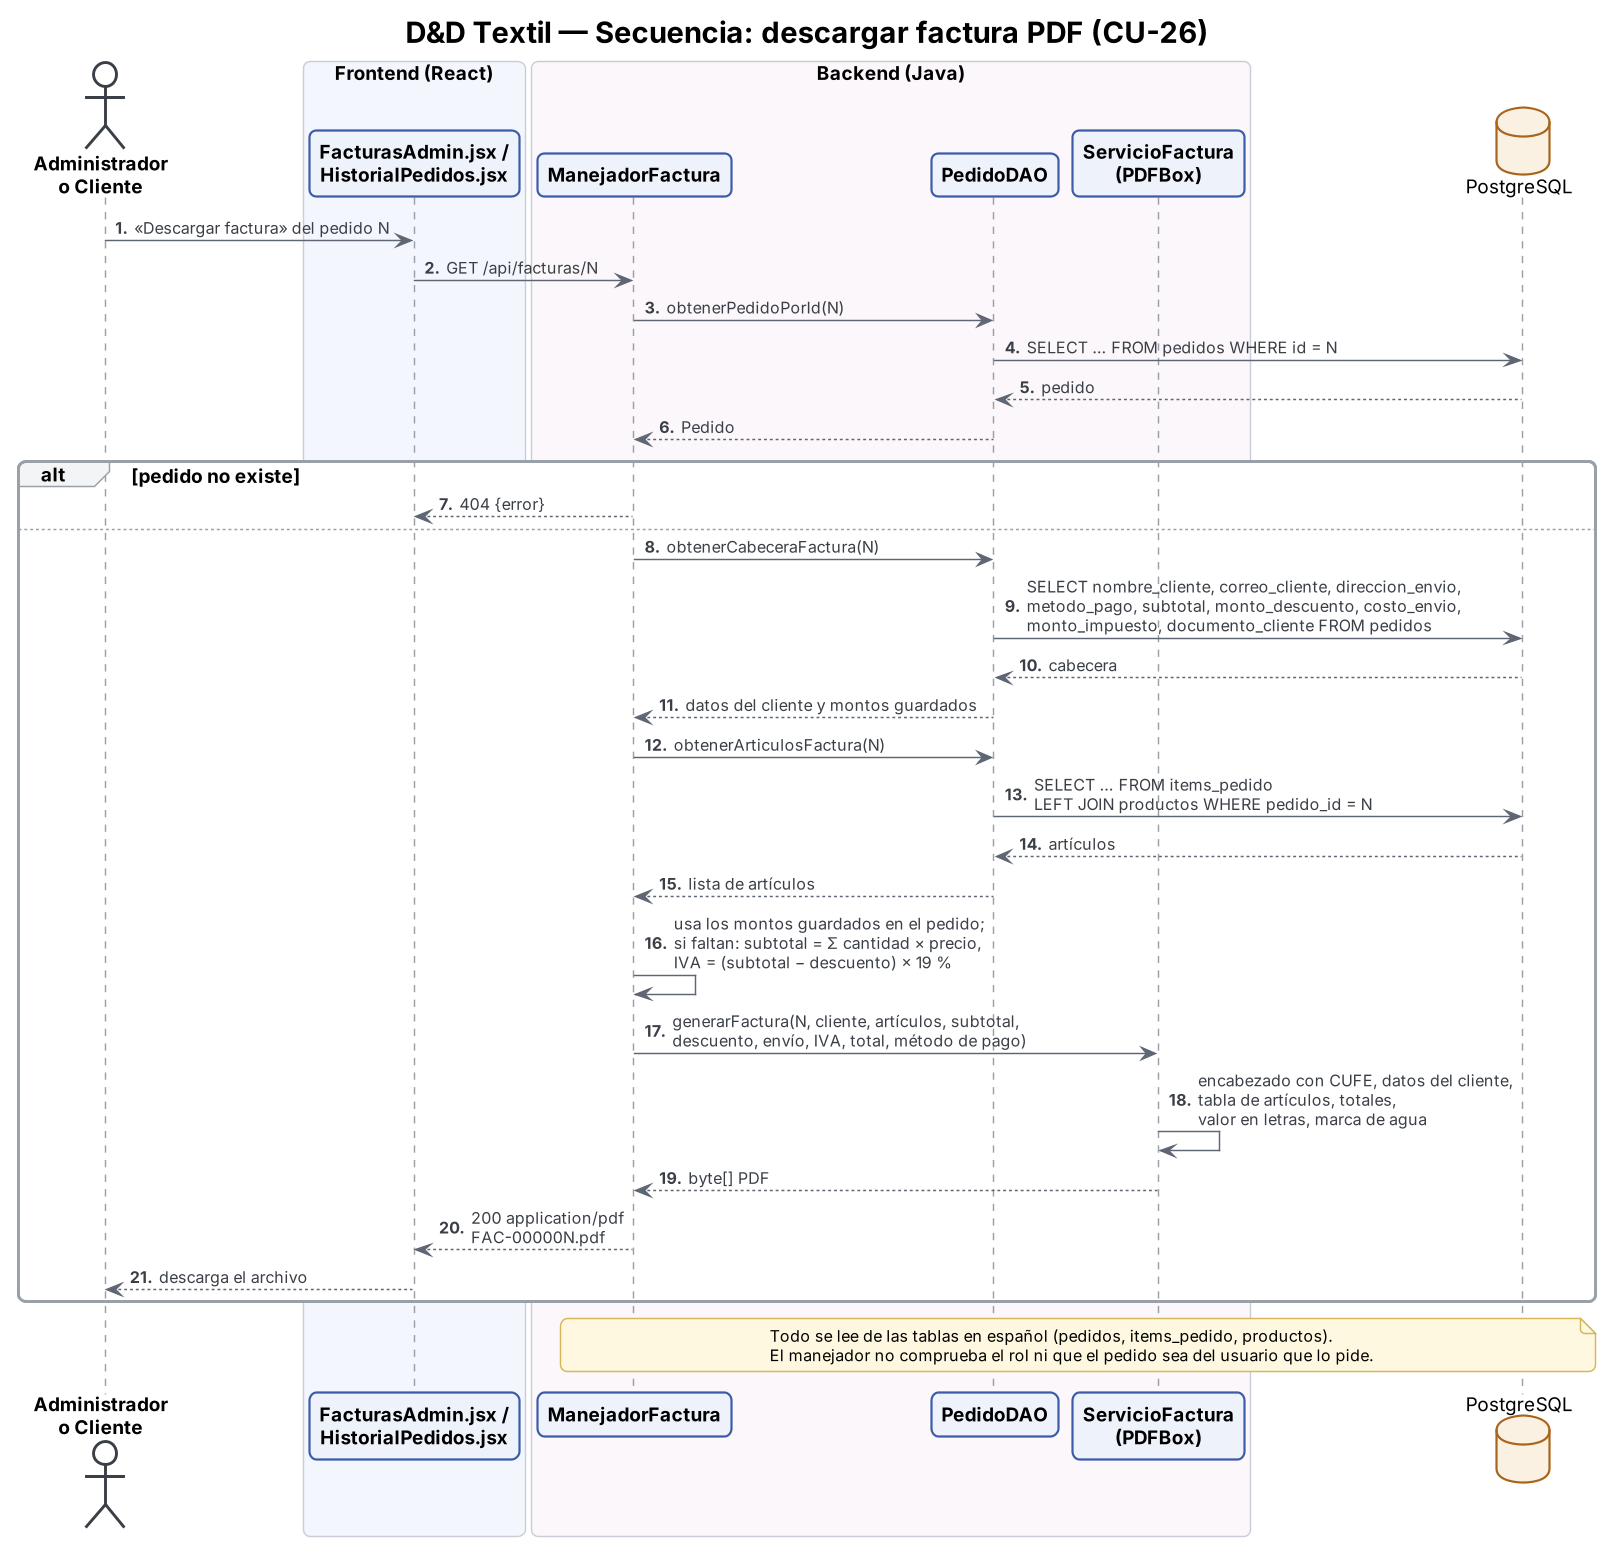 D&D Textil — Secuencia: descargar factura PDF (CU-26)
Frontend (React)
Backend (Java)
Administrador
o Cliente
FacturasAdmin.jsx /
HistorialPedidos.jsx
ManejadorFactura
PedidoDAO
ServicioFactura
(PDFBox)
PostgreSQL
1. «Descargar factura» del pedido N
2. GET /api/facturas/N
3. obtenerPedidoPorId(N)
4. SELECT ... FROM pedidos WHERE id = N
5. pedido
6. Pedido
alt
[pedido no existe]
7. 404 {error}
8. obtenerCabeceraFactura(N)
SELECT nombre_cliente, correo_cliente, direccion_envio,
9. metodo_pago, subtotal, monto_descuento, costo_envio,
monto_impuesto, documento_cliente FROM pedidos
10. cabecera
11. datos del cliente y montos guardados
12. obtenerArticulosFactura(N)
13. SELECT ... FROM items_pedido
LEFT JOIN productos WHERE pedido_id = N
14. artículos
15. lista de artículos
usa los montos guardados en el pedido;
16. si faltan: subtotal = Σ cantidad × precio,
IVA = (subtotal − descuento) × 19 %
17. generarFactura(N, cliente, artículos, subtotal,
descuento, envío, IVA, total, método de pago)
encabezado con CUFE, datos del cliente,
18. tabla de artículos, totales,
valor en letras, marca de agua
19. byte[] PDF
20. 200 application/pdf
FAC-00000N.pdf
21. descarga el archivo
Todo se lee de las tablas en español (pedidos, items_pedido, productos).
El manejador no comprueba el rol ni que el pedido sea del usuario que lo pide.
Administrador
o Cliente
FacturasAdmin.jsx /
HistorialPedidos.jsx
ManejadorFactura
PedidoDAO
ServicioFactura
(PDFBox)
PostgreSQL